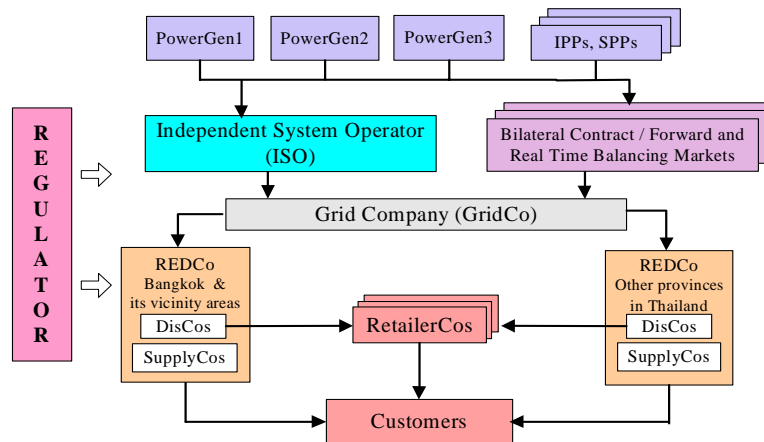 PowerGen1
PowerGen2
PowerGen3
IPPs, SPPs
REGULATOR
Independent System Operator
(ISO)
Bilateral Contract / Forward and
Real Time Balancing Markets
Grid Company (GridCo)
REDCo
Bangkok &
its vicinity areas
DisCos
SupplyCos
RetailerCos
REDCo
Other provinces
in Thailand
DisCos
SupplyCos
Customers